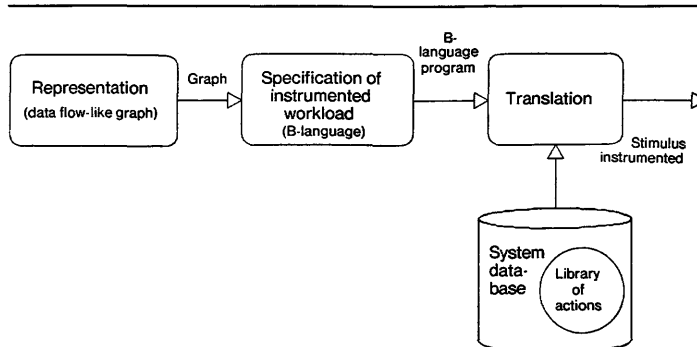 Representation
(data flow-like graph)
Graph
Specification of
instrumented
workload
(B-language)
B-
language
program
Translation
Stimulus
instrumented
System
data-
base
Library
of
actions